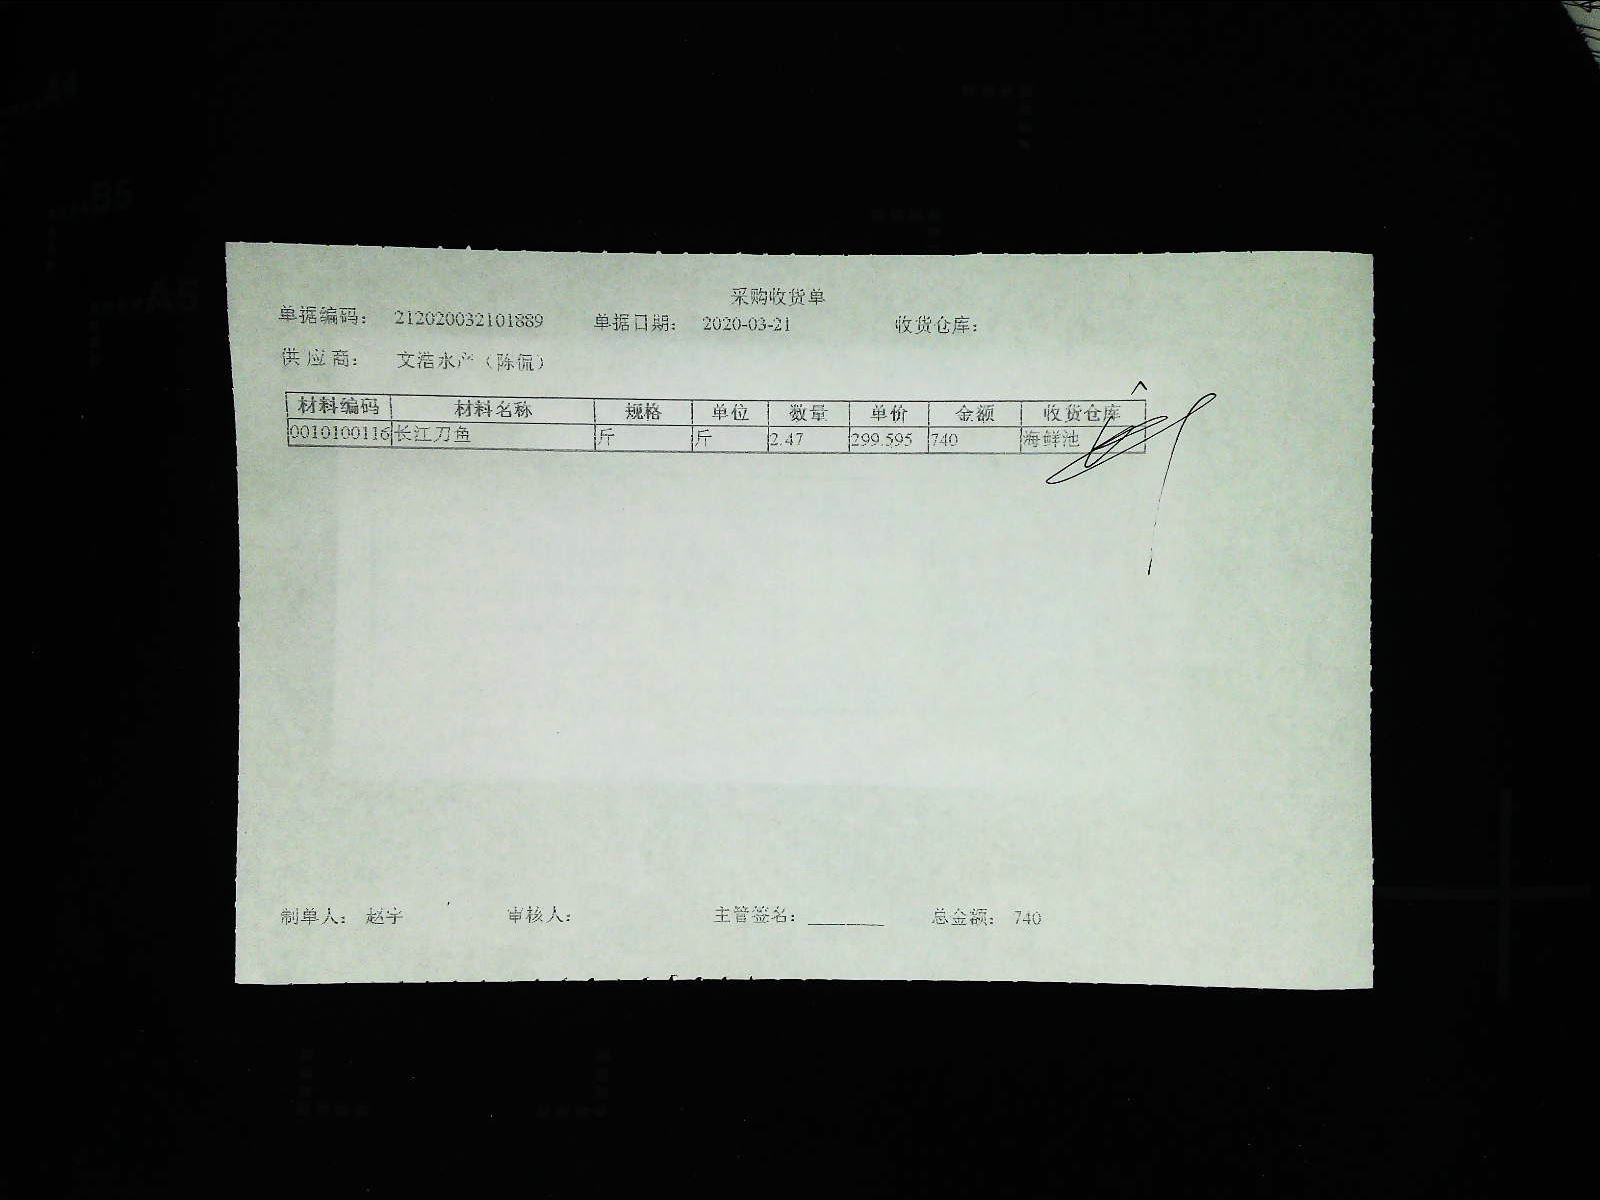 采购收货单
单据编码： 212020032101889 单据日期： 2020-03-21 收货仓库：
供应商： 文浩水产（陈侃）
材料编码 材料名称 规格 单位 数量 单价 金额 收货仓库
0010100116 长江刀鱼 斤 斤 2.47 299.595 740 海鲜池
制单人： 赵宇 审核人： 主管签名： ________ 总金额： 740